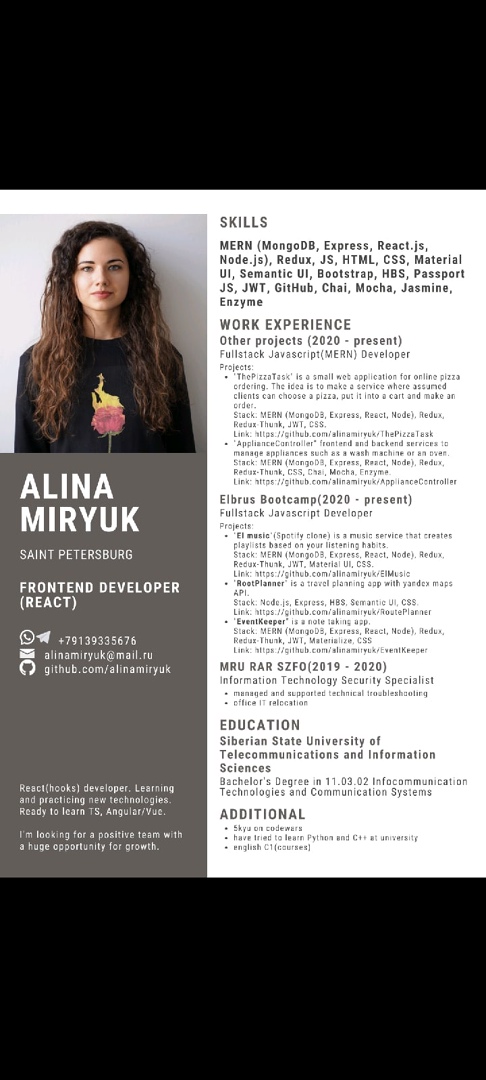 ALINA
MIRYUK
SAINT PETERSBURG
FRONTEND DEVELOPER
(REACT)
+79139335676
alinamiryuk@mail.ru
github.com/alinamiryuk
React(hooks) developer. Learning
and practicing new technologies.
Ready to learn TS, Angular/Vue.
I'm looking for a positive team with
a huge opportunity for growth.
SKILLS
MERN (MongoDB, Express, React.js,
Node.js), Redux, JS, HTML, CSS, Material
UI, Semantic UI, Bootstrap, HBS, Passport
JS, JWT, GitHub, Chai, Mocha, Jasmine,
Enzyme
WORK EXPERIENCE
Other projects (2020 - present)
Fullstack Javascript(MERN) Developer
Projects:
• "ThePizzaTask" is a small web application for online pizza
ordering. The idea is to make a service where assumed
clients can choose a pizza, put it into a cart and make an
order.
Stack: MERN (MongoDB, Express, React, Node), Redux,
Redux-Thunk, JWT, CSS.
Link: https://github.com/alinamiryuk/ThePizzaTask
• "ApplianceController" frontend and backend services to
manage appliances such as a wash machine or an oven.
Stack: MERN (MongoDB, Express, React, Node), Redux,
Redux-Thunk, CSS, Chai, Mocha, Enzyme.
Link: https://github.com/alinamiryuk/ApplianceController
Elbrus Bootcamp(2020 - present)
Fullstack Javascript Developer
Projects:
• "El music"(Spotify clone) is a music service that creates
playlists based on your listening habits.
Stack: MERN (MongoDB, Express, React, Node), Redux,
Redux-Thunk, JWT, Material UI, CSS.
Link: https://github.com/alinamiryuk/ElMusic
• "RootPlanner" is a travel planning app with yandex maps
API.
Stack: Node.js, Express, HBS, Semantic UI, CSS.
Link: https://github.com/alinamiryuk/RoutePlanner
• "EventKeeper" is a note taking app.
Stack: MERN (MongoDB, Express, React, Node), Redux,
Redux-Thunk, JWT, Materialize, CSS
Link: https://github.com/alinamiryuk/EventKeeper
MRU RAR SZFO(2019 - 2020)
Information Technology Security Specialist
• managed and supported technical troubleshooting
• office IT relocation
EDUCATION
Siberian State University of
Telecommunications and Information
Sciences
Bachelor's Degree in 11.03.02 Infocommunication
Technologies and Communication Systems
ADDITIONAL
• 5kyu on codewars
• have tried to learn Python and C++ at university
• english C1(courses)